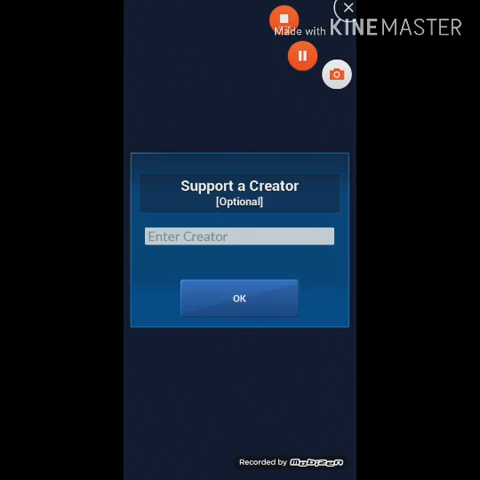 Made with KINEMASTER
Support a Creator
[Optional]
Enter Creator
OK
Recorded by MOBIZEN